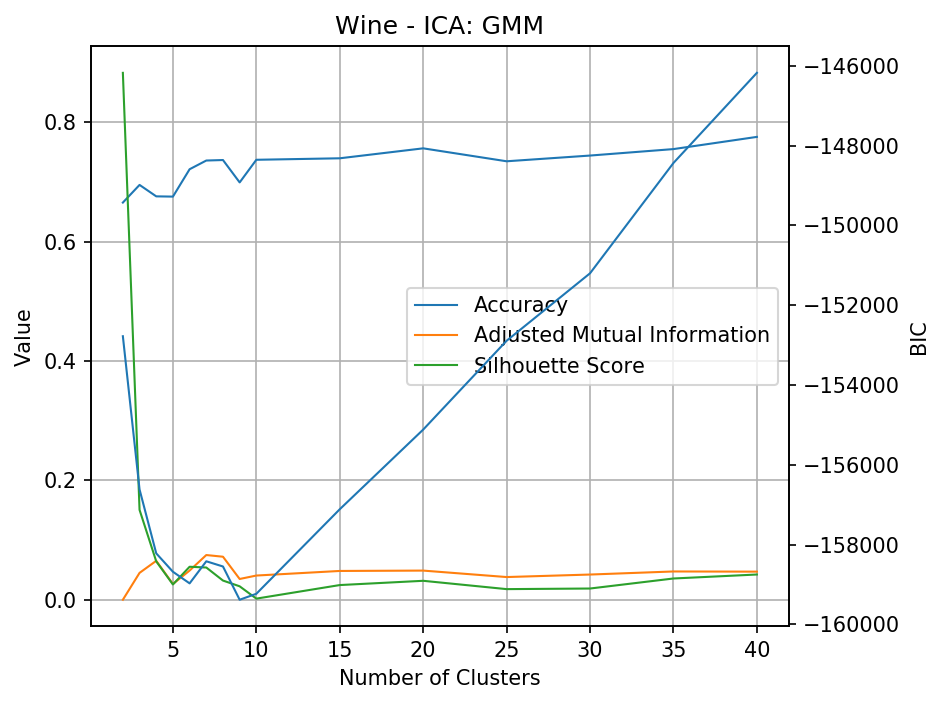 Wine - ICA: GMM
0.8
0.6
0.4
0.2
0.0
Value
Accuracy
Adjusted Mutual Information
Silhouette Score
−146000
−148000
−150000
−152000
−154000
−156000
−158000
−160000
BIC
5 10 15 20 25 30 35 40
Number of Clusters